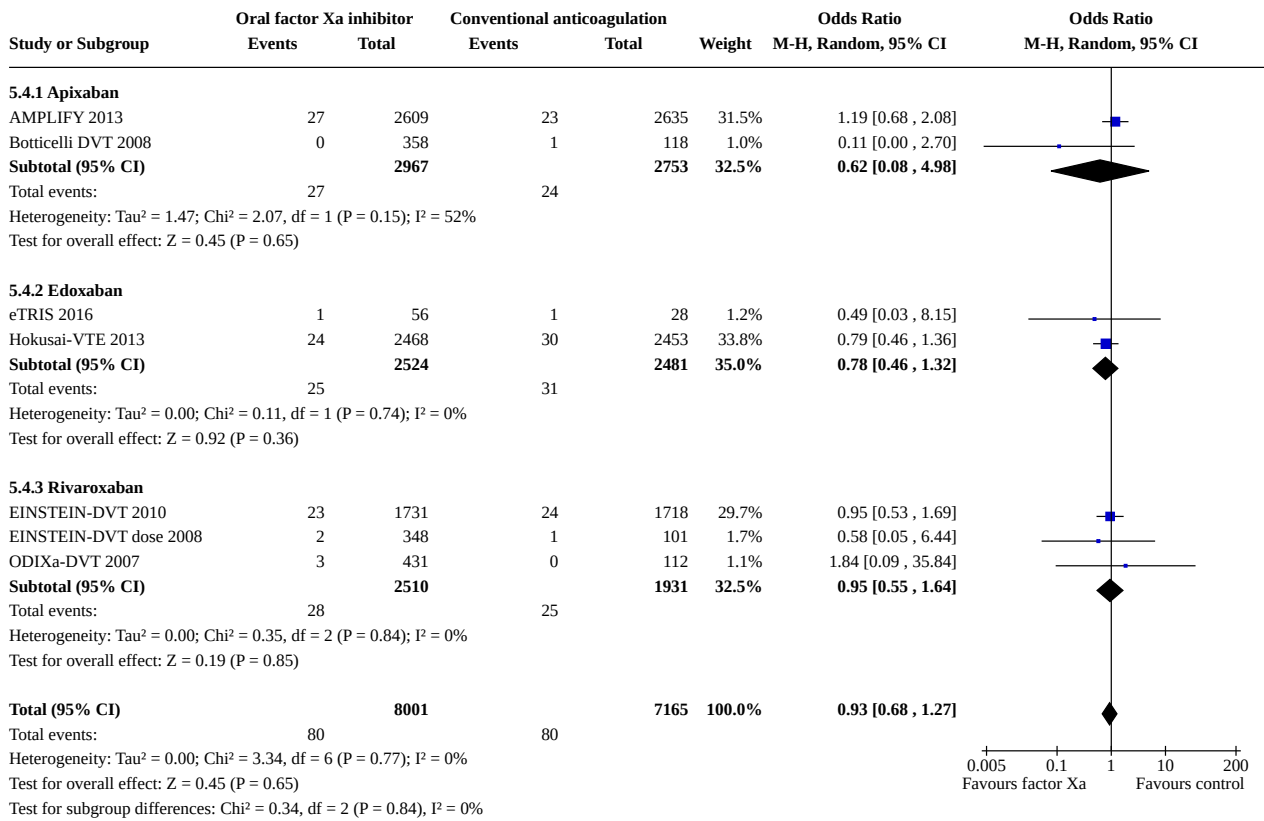 Oral factor Xa inhibitor Conventional anticoagulation Odds Ratio Odds Ratio
Study or Subgroup Events Total Events Total Weight M-H, Random, 95% CI M-H, Random, 95% CI
5.4.1 Apixaban
AMPLIFY 2013 27 2609 23 2635 31.5% 1.19 [0.68 , 2.08]
Botticelli DVT 2008 0 358 1 118 1.0% 0.11 [0.00 , 2.70]
Subtotal (95% CI) 2967 2753 32.5% 0.62 [0.08 , 4.98]
Total events: 27 24
Heterogeneity: Tau² = 1.47; Chi² = 2.07, df = 1 (P = 0.15); I² = 52%
Test for overall effect: Z = 0.45 (P = 0.65)
5.4.2 Edoxaban
eTRIS 2016 1 56 1 28 1.2% 0.49 [0.03 , 8.15]
Hokusai-VTE 2013 24 2468 30 2453 33.8% 0.79 [0.46 , 1.36]
Subtotal (95% CI) 2524 2481 35.0% 0.78 [0.46 , 1.32]
Total events: 25 31
Heterogeneity: Tau² = 0.00; Chi² = 0.11, df = 1 (P = 0.74); I² = 0%
Test for overall effect: Z = 0.92 (P = 0.36)
5.4.3 Rivaroxaban
EINSTEIN-DVT 2010 23 1731 24 1718 29.7% 0.95 [0.53 , 1.69]
EINSTEIN-DVT dose 2008 2 348 1 101 1.7% 0.58 [0.05 , 6.44]
ODIXa-DVT 2007 3 431 0 112 1.1% 1.84 [0.09 , 35.84]
Subtotal (95% CI) 2510 1931 32.5% 0.95 [0.55 , 1.64]
Total events: 28 25
Heterogeneity: Tau² = 0.00; Chi² = 0.35, df = 2 (P = 0.84); I² = 0%
Test for overall effect: Z = 0.19 (P = 0.85)
Total (95% CI) 8001 7165 100.0% 0.93 [0.68 , 1.27]
Total events: 80 80
Heterogeneity: Tau² = 0.00; Chi² = 3.34, df = 6 (P = 0.77); I² = 0%
0.005 0.1 1 10 200
Test for overall effect: Z = 0.45 (P = 0.65) Favours factor Xa Favours control
Test for subgroup differences: Chi² = 0.34, df = 2 (P = 0.84), I² = 0%